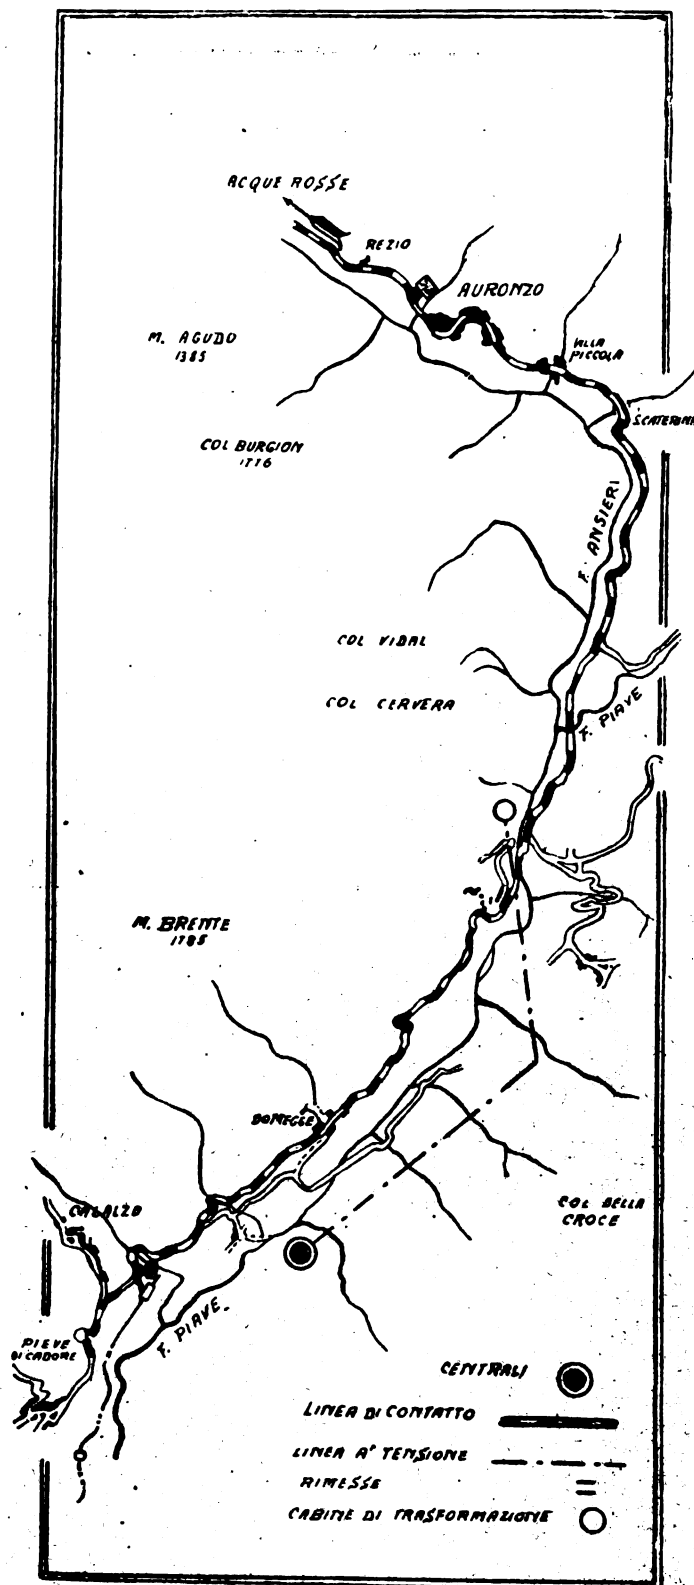 ACQUE ROSSE
REZIO
AURONZO
M. AGUDO
1385
VILLA
PICCOLA
S.CATERINA
COL BURGION
1716
F. ANSIERI
COL VIDAL
COL CERVERA
F. PIAVE
M. BRENTE
1785
DOMEGGE
CALALZO
COL DELLA
CROCE
F. PIAVE
PIEVE
DI CADORE
CENTRALI
LINEA DI CONTATTO
LINEA Aª TENSIONE
RIMESSE
CABINE DI TRASFORMAZIONE